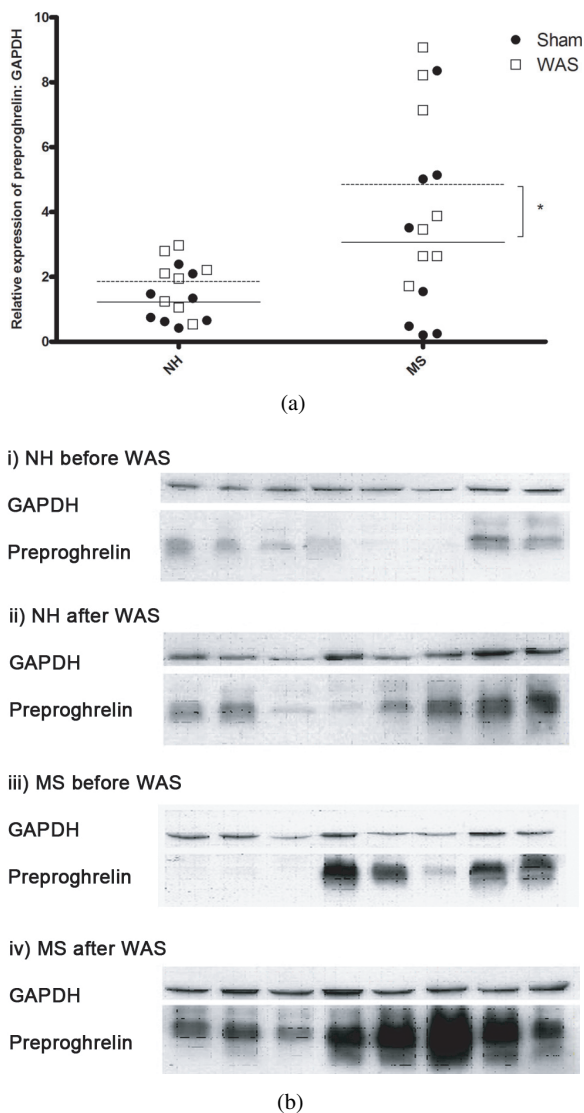 Relative expression of preproghrelin: GAPDH
10
8
6
4
2
0
Sham
WAS
*
NH
MS
(a)
i) NH before WAS
GAPDH
Preproghrelin
ii) NH after WAS
GAPDH
Preproghrelin
iii) MS before WAS
GAPDH
Preproghrelin
iv) MS after WAS
GAPDH
Preproghrelin
(b)